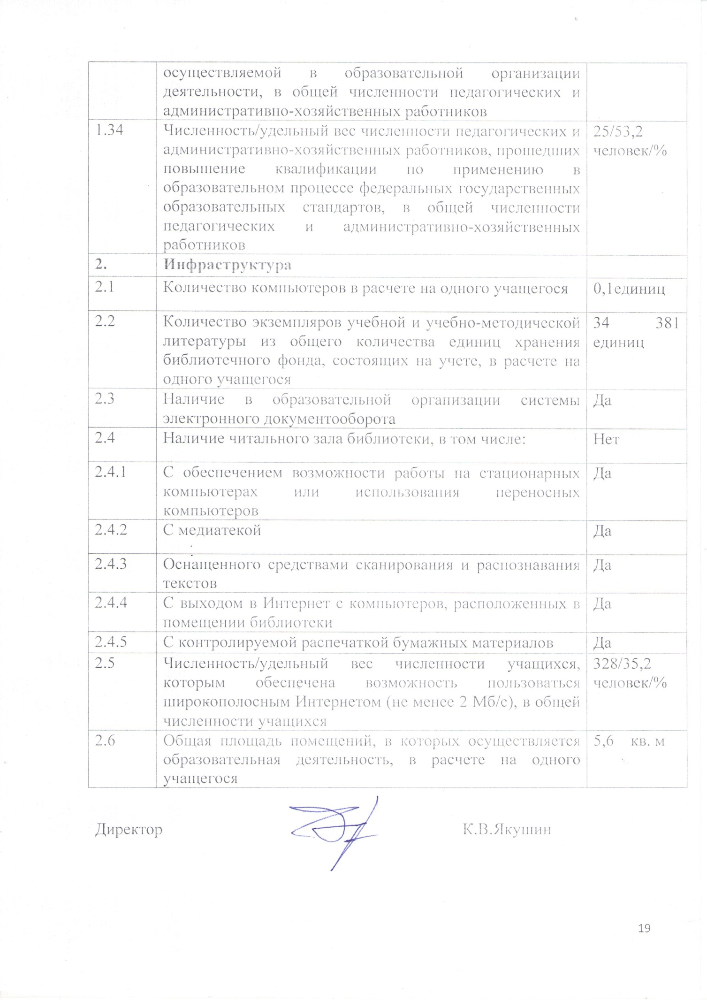 осуществляемой в образовательной организации
деятельности, в общей численности педагогических и
административно-хозяйственных работников
1.34 Численность/удельный вес численности педагогических и 25/53,2
административно-хозяйственных работников, прошедших человек/%
повышение квалификации по применению в
образовательном процессе федеральных государственных
образовательных стандартов, в общей численности
педагогических и административно-хозяйственных
работников
2. Инфраструктура
2.1 Количество компьютеров в расчете на одного учащегося 0,1единиц
2.2 Количество экземпляров учебной и учебно-методической 34 381
литературы из общего количества единиц хранения единиц
библиотечного фонда, состоящих на учете, в расчете на
одного учащегося
2.3 Наличие в образовательной организации системы Да
электронного документооборота
2.4 Наличие читального зала библиотеки, в том числе: Нет
2.4.1 С обеспечением возможности работы на стационарных Да
компьютерах или использования переносных
компьютеров
2.4.2 С медиатекой Да
2.4.3 Оснащенного средствами сканирования и распознавания Да
текстов
2.4.4 С выходом в Интернет с компьютеров, расположенных в Да
помещении библиотеки
2.4.5 С контролируемой распечаткой бумажных материалов Да
2.5 Численность/удельный вес численности учащихся, 328/35,2
которым обеспечена возможность пользоваться человек/%
широкополосным Интернетом (не менее 2 Мб/с), в общей
численности учащихся
2.6 Общая площадь помещений, в которых осуществляется 5,6 кв. м
образовательная деятельность, в расчете на одного
учащегося
Директор К.В.Якушин
19